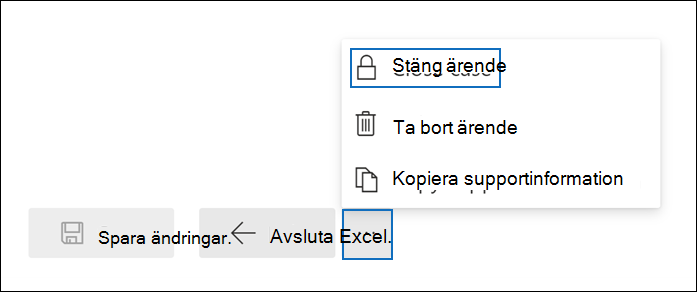 Stäng ärende
Ta bort ärende
Kopiera supportinformation
Spara ändringar.
Avsluta Excel.